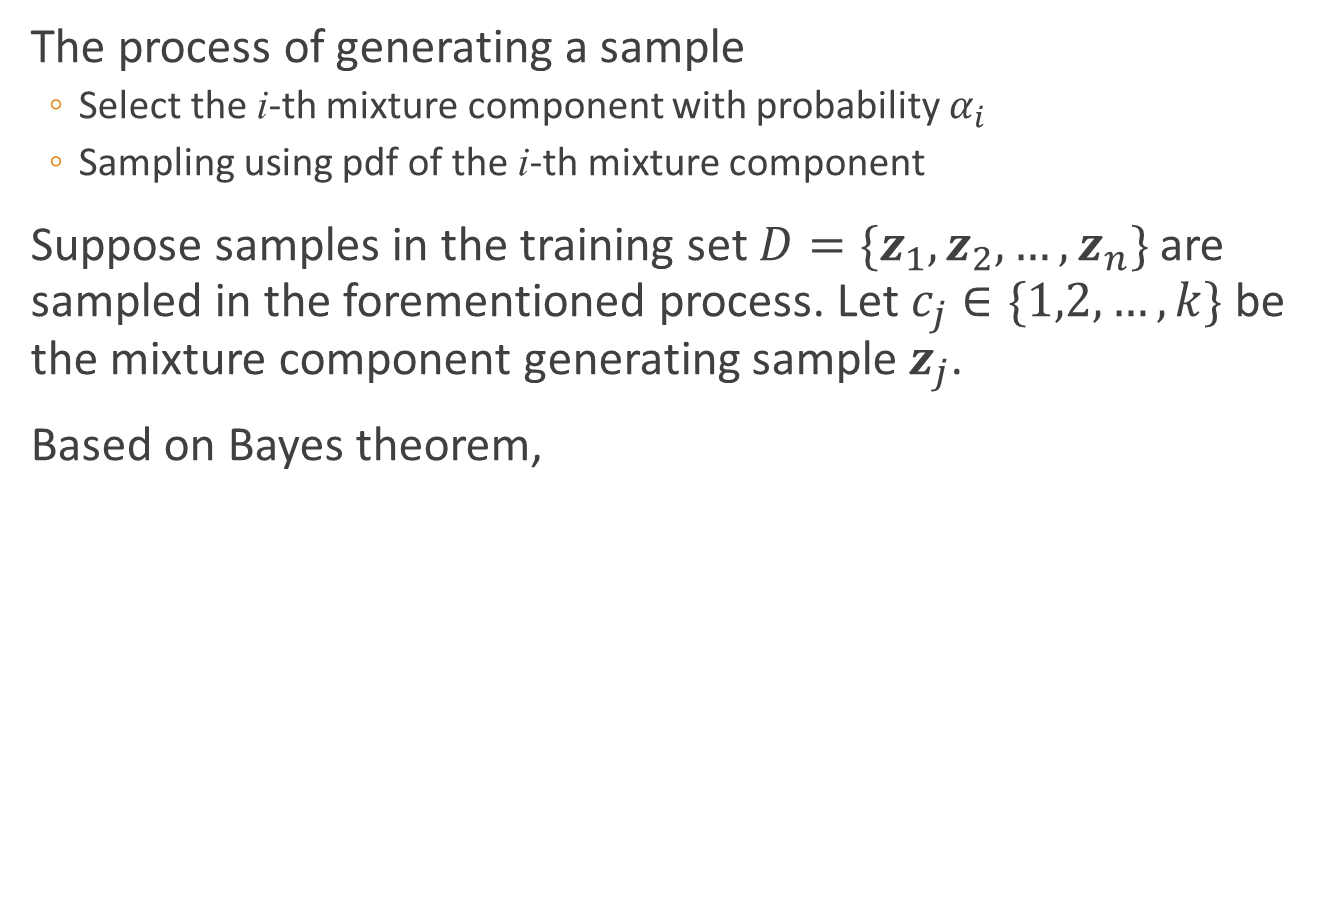 The process of generating a sample
◦ Select the i-th mixture component with probability αᵢ
◦ Sampling using pdf of the i-th mixture component
Suppose samples in the training set D = {z₁, z₂, … , zₙ} are
sampled in the forementioned process. Let cⱼ ∈ {1,2, … , k} be
the mixture component generating sample zⱼ.
Based on Bayes theorem,